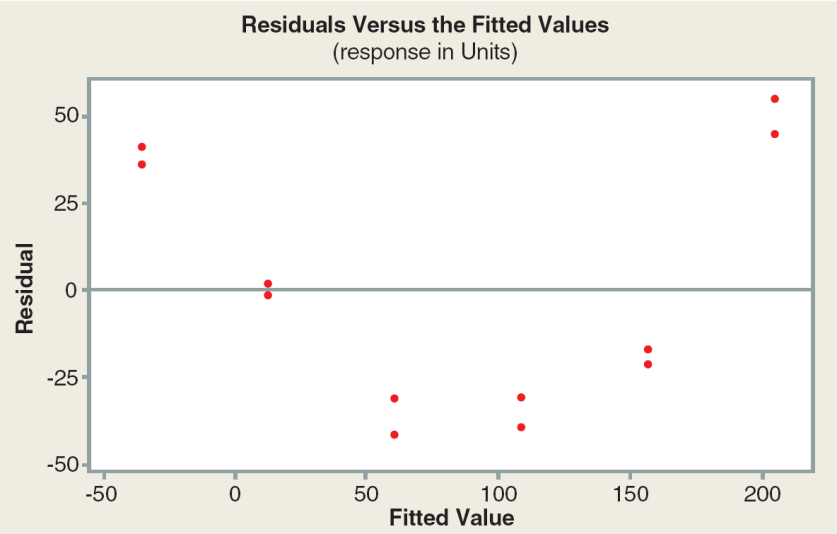 Residuals Versus the Fitted Values
(response in Units)
50
25
0
-25
-50
Residual
-50 0 50 100 150 200
Fitted Value